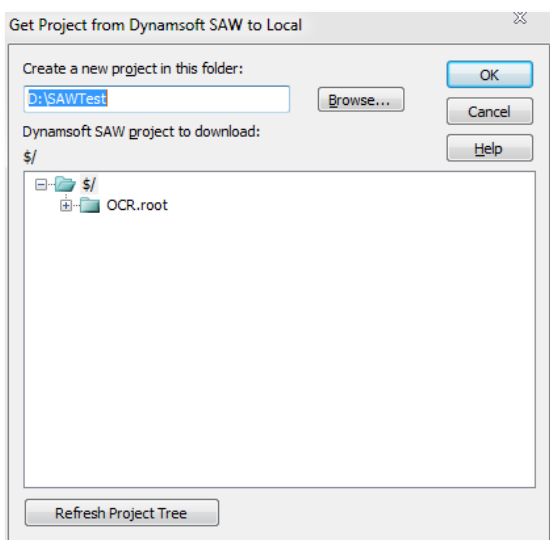 Get Project from Dynamsoft SAW to Local
Create a new project in this folder:
OK
D:\SAWTest
Browse...
Cancel
Dynamsoft SAW project to download:
Help
$/
$/
OCR.root
Refresh Project Tree